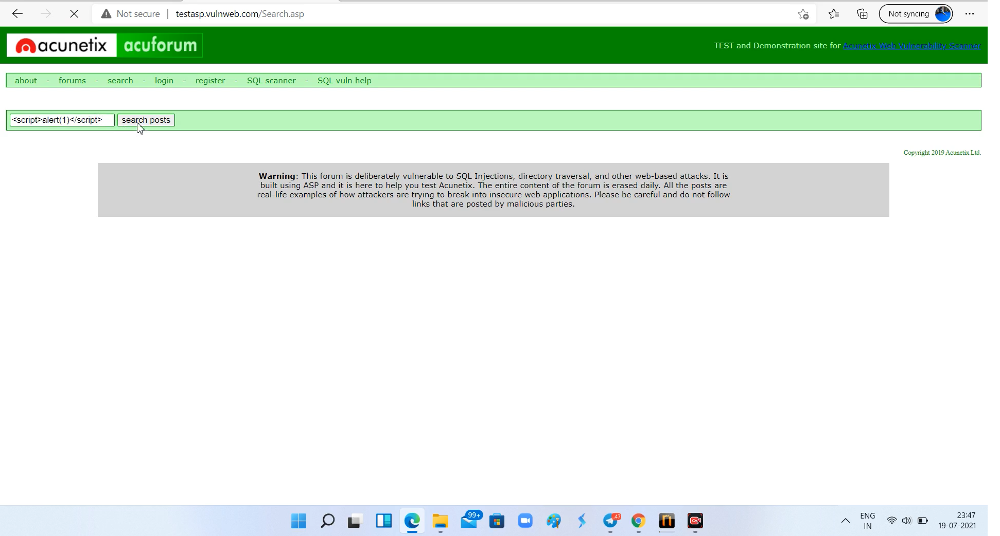 Not secure | testasp.vulnweb.com/Search.asp
Not syncing
acunetix acuforum
TEST and Demonstration site for Acunetix Web Vulnerability Scanner
about - forums - search - login - register - SQL scanner - SQL vuln help
<script>alert(1)</script> search posts
Copyright 2019 Acunetix Ltd.
Warning: This forum is deliberately vulnerable to SQL Injections, directory traversal, and other web-based attacks. It is
built using ASP and it is here to help you test Acunetix. The entire content of the forum is erased daily. All the posts are
real-life examples of how attackers are trying to break into insecure web applications. Please be careful and do not follow
links that are posted by malicious parties.
99+
47
ENG
IN
23:47
19-07-2021